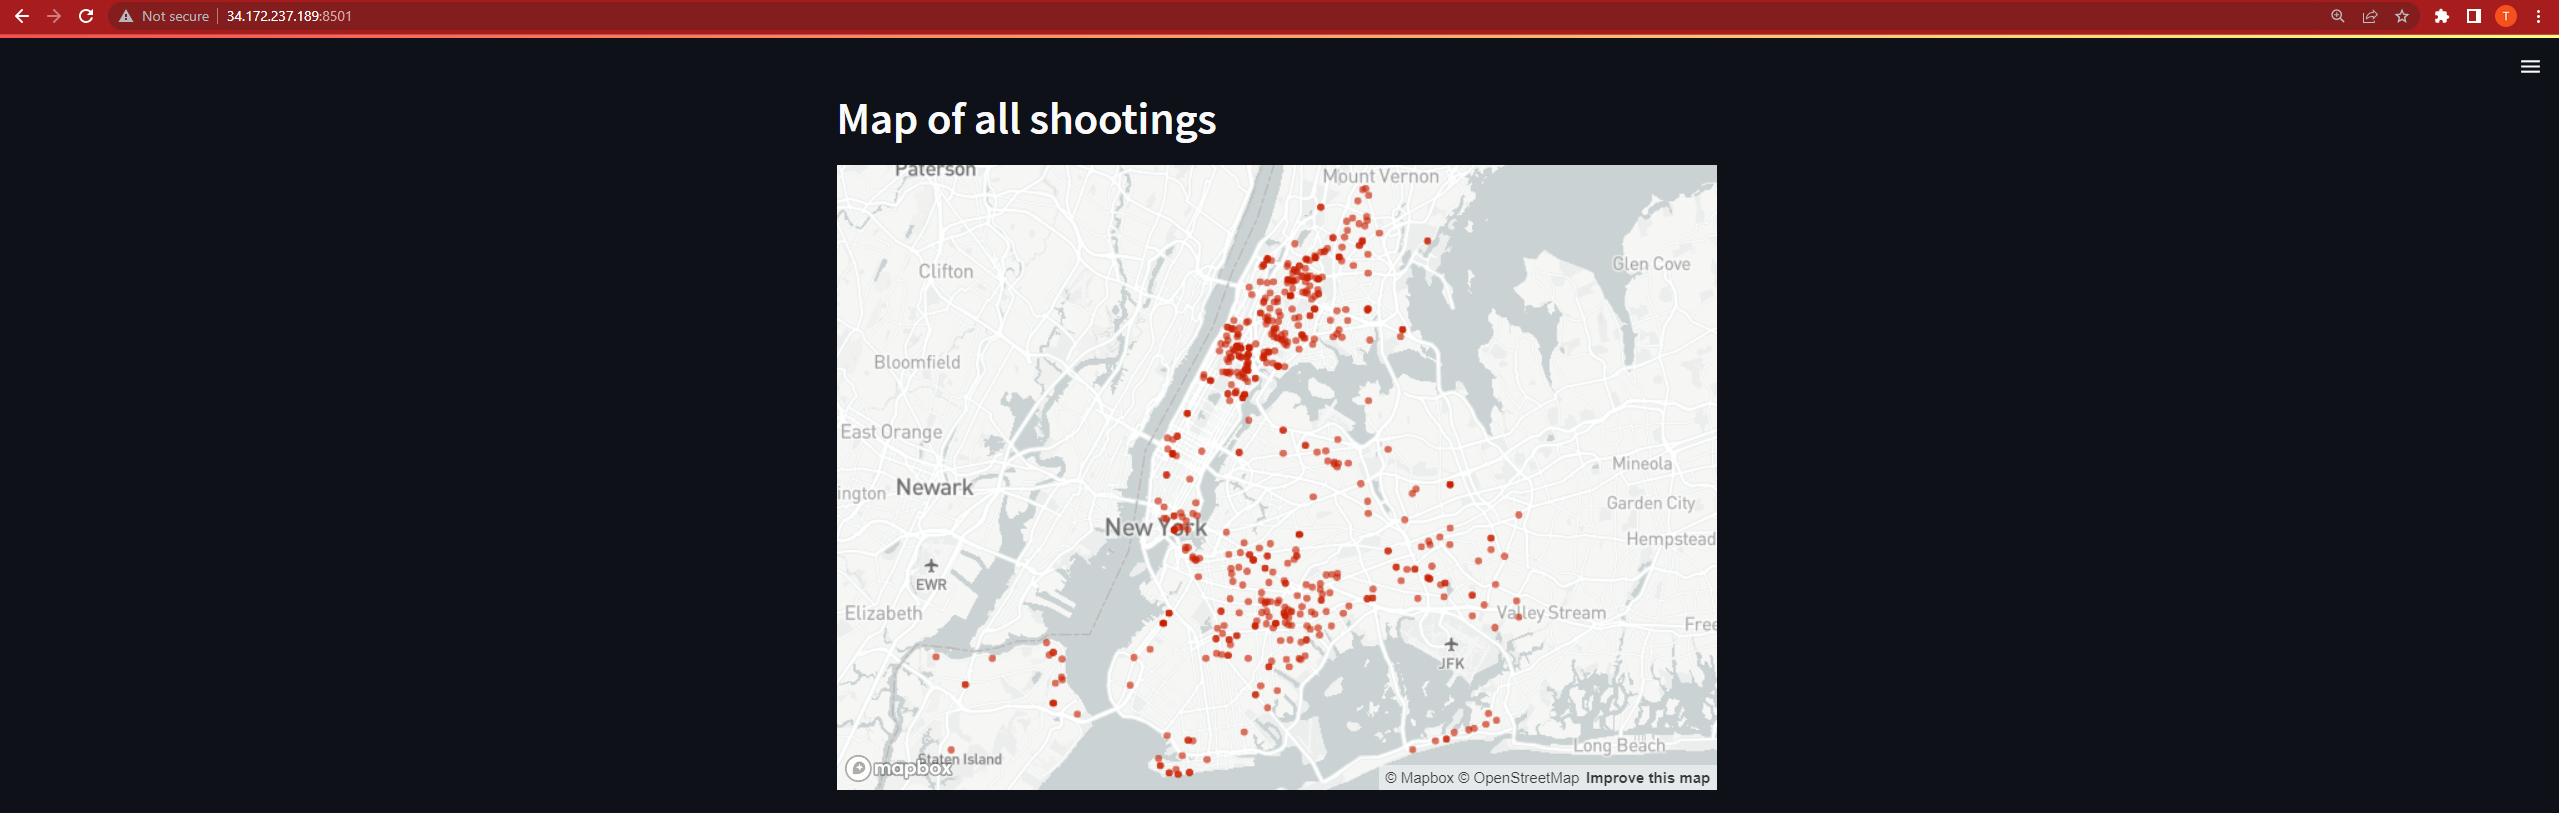 Not secure 34.172.237.189:8501
T
Map of all shootings
Paterson
Mount Vernon
Clifton
Glen Cove
Bloomfield
East Orange
Mineola
Newark
ington
Garden City
New York
Hempstead
EWR
Elizabeth
Valley Stream
Free
JFK
Long Beach
Staten Island
mapbox
© Mapbox © OpenStreetMap Improve this map